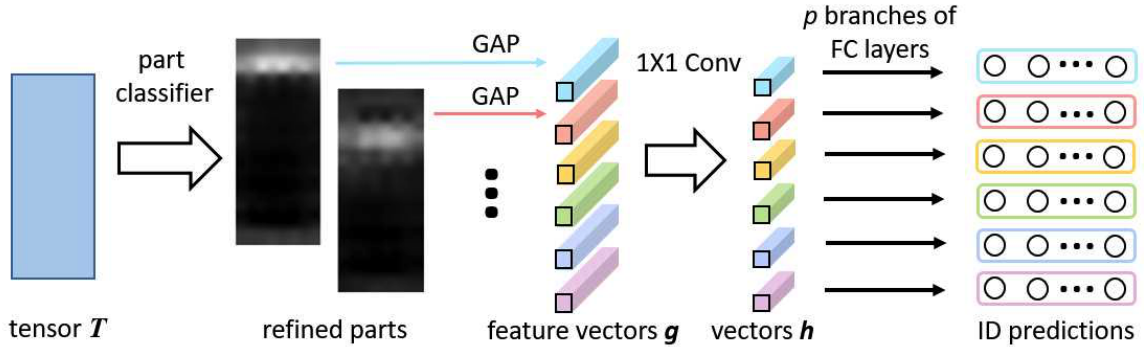 part
classifier
GAP
GAP
1X1 Conv
p branches of
FC layers
tensor T
refined parts
feature vectors g
vectors h
ID predictions